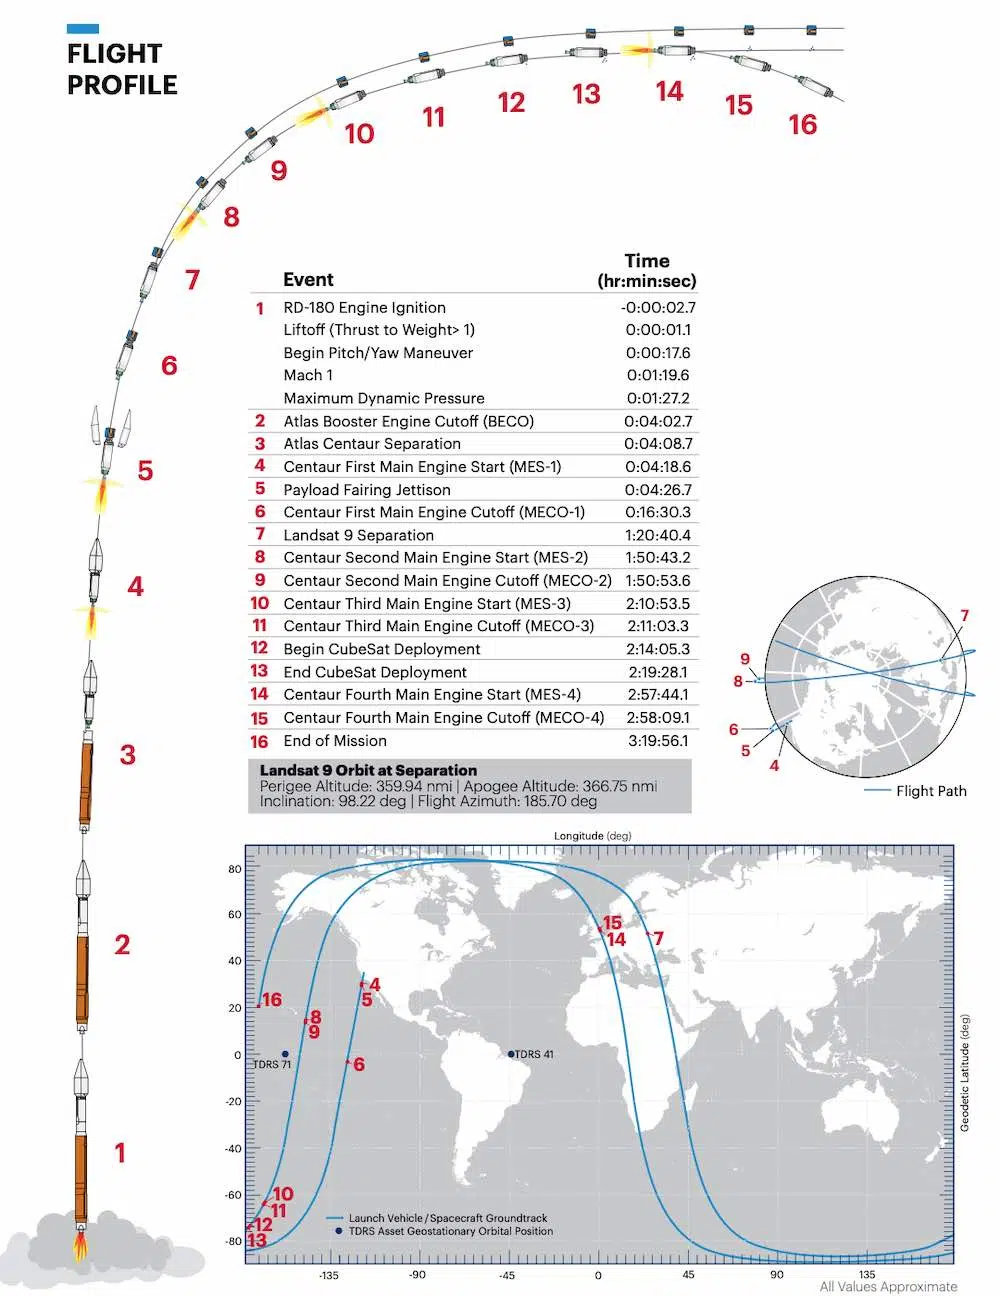 FLIGHT
PROFILE
16
15
14
13
12
11
10
9
8
7
6
5
4
3
2
1
Event Time
(hr:min:sec)
1 RD-180 Engine Ignition -0:00:02.7
Liftoff (Thrust to Weight> 1) 0:00:01.1
Begin Pitch/Yaw Maneuver 0:00:17.6
Mach 1 0:01:19.6
Maximum Dynamic Pressure 0:01:27.2
2 Atlas Booster Engine Cutoff (BECO) 0:04:02.7
3 Atlas Centaur Separation 0:04:08.7
4 Centaur First Main Engine Start (MES-1) 0:04:18.6
5 Payload Fairing Jettison 0:04:26.7
6 Centaur First Main Engine Cutoff (MECO-1) 0:16:30.3
7 Landsat 9 Separation 1:20:40.4
8 Centaur Second Main Engine Start (MES-2) 1:50:43.2
9 Centaur Second Main Engine Cutoff (MECO-2) 1:50:53.6
10 Centaur Third Main Engine Start (MES-3) 2:10:53.5
11 Centaur Third Main Engine Cutoff (MECO-3) 2:11:03.3
12 Begin CubeSat Deployment 2:14:05.3
13 End CubeSat Deployment 2:19:28.1
14 Centaur Fourth Main Engine Start (MES-4) 2:57:44.1
15 Centaur Fourth Main Engine Cutoff (MECO-4) 2:58:09.1
16 End of Mission 3:19:56.1
Landsat 9 Orbit at Separation
Perigee Altitude: 359.94 nmi | Apogee Altitude: 366.75 nmi
Inclination: 98.22 deg | Flight Azimuth: 185.70 deg
7
9
8
6
5
4
Flight Path
Longitude (deg)
80
60
40
20
0
-20
-40
-60
-80
Geodetic Latitude (deg)
15
14
7
4
5
16
8
9
6
TDRS 71
TDRS 41
10
11
12
13
Launch Vehicle/Spacecraft Groundtrack
TDRS Asset Geostationary Orbital Position
-135 -90 -45 0 45 90 135
All Values Approximate